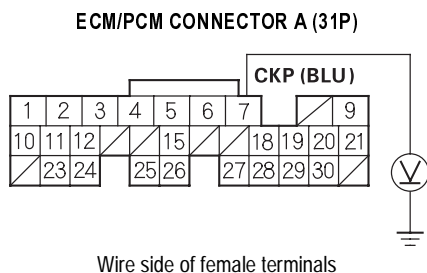 ECM/PCM CONNECTOR A (31P)
CKP (BLU)
1 2 3 4 5 6 7 9
10 11 12 15 18 19 20 21
23 24 25 26 27 28 29 30
V
Wire side of female terminals